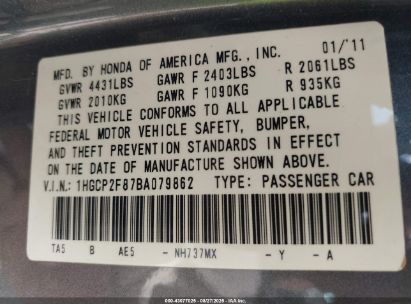 MFD. BY HONDA OF AMERICA MFG., INC. 01/'11
GVWR 4431LBS GAWR F 2403LBS R 2061LBS
GVWR 2010KG GAWR F 1090KG R 935KG
THIS VEHICLE CONFORMS TO ALL APPLICABLE
FEDERAL MOTOR VEHICLE SAFETY, BUMPER,
AND THEFT PREVENTION STANDARDS IN EFFECT
ON THE DATE OF MANUFACTURE SHOWN ABOVE.
V.I.N.: 1HGCP2F87BA079862 TYPE: PASSENGER CAR
TA5 B AE5 - NH737MX - Y - A